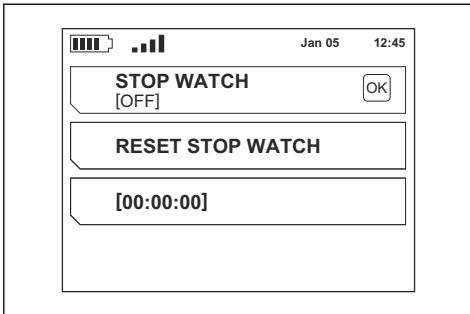 Jan 05 12:45
STOP WATCH
[OFF]
OK
RESET STOP WATCH
[00:00:00]